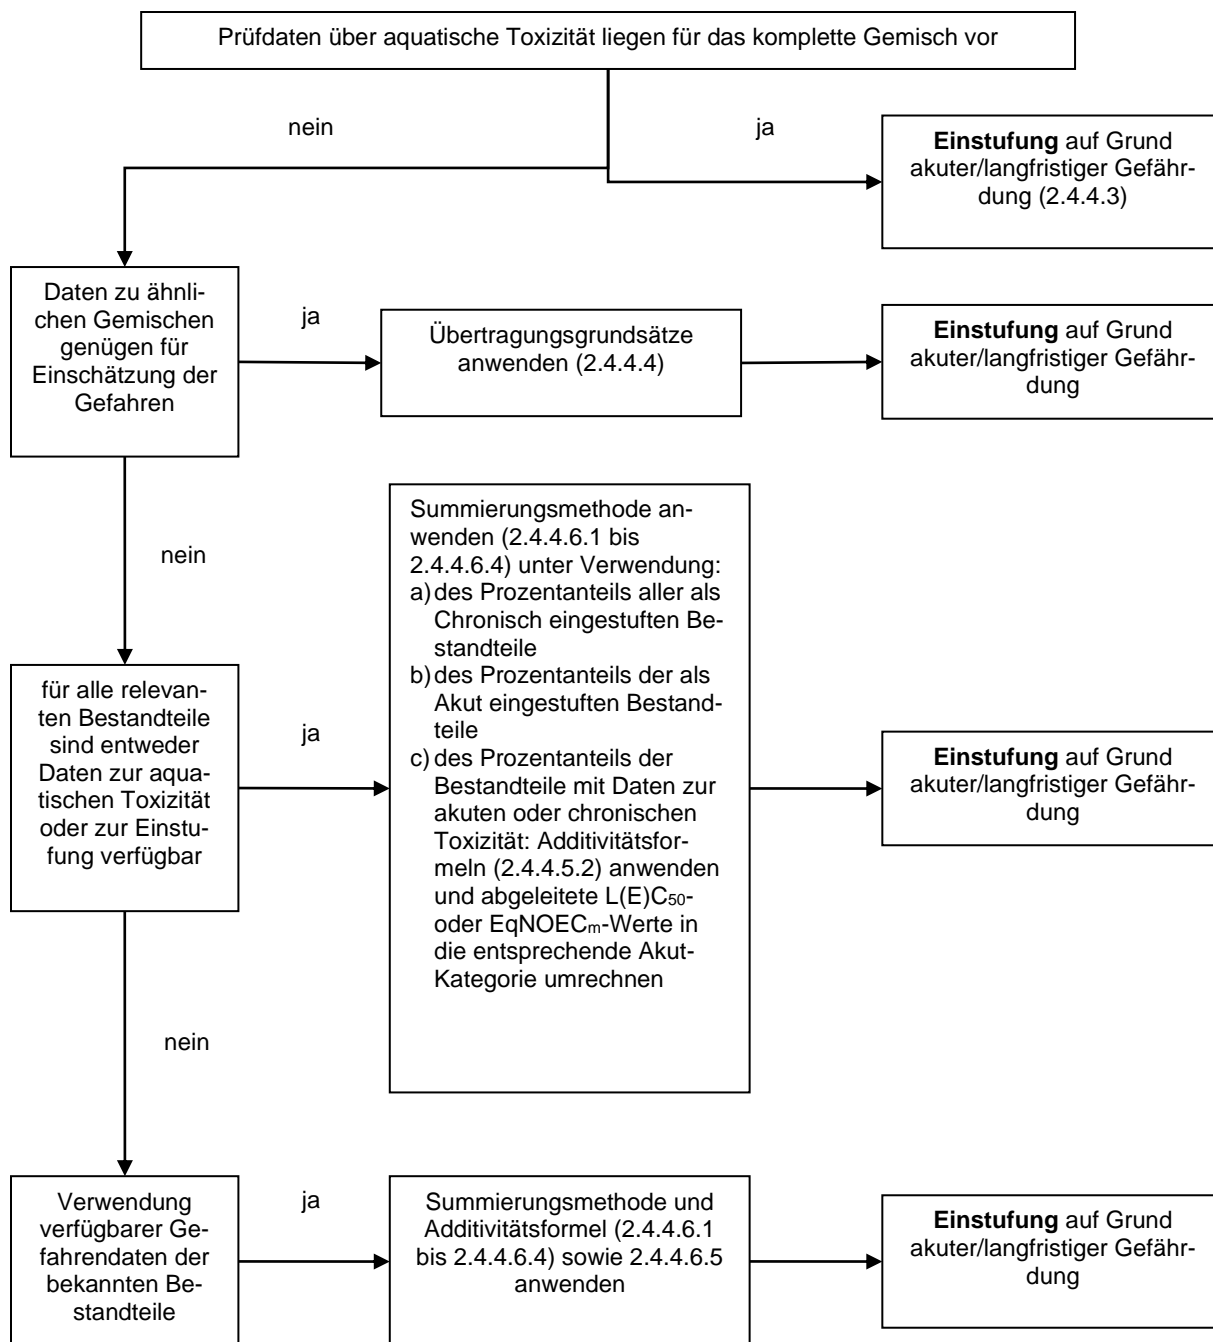 Prüfdaten über aquatische Toxizität liegen für das komplette Gemisch vor
nein
ja
Einstufung auf Grund
akuter/langfristiger Gefähr-
dung (2.4.4.3)
Daten zu ähnli-
chen Gemischen
genügen für
Einschätzung der
Gefahren
ja
Übertragungsgrundsätze
anwenden (2.4.4.4)
Einstufung auf Grund
akuter/langfristiger Gefähr-
dung
nein
Summierungsmethode an-
wenden (2.4.4.6.1 bis
2.4.4.6.4) unter Verwendung:
a) des Prozentanteils aller als
Chronisch eingestuften Be-
standteile
b) des Prozentanteils der als
Akut eingestuften Bestand-
teile
c) des Prozentanteils der
Bestandteile mit Daten zur
akuten oder chronischen
Toxizität: Additivitätsfor-
meln (2.4.4.5.2) anwenden
und abgeleitete L(E)C₅₀-
oder EqNOECₘ-Werte in
die entsprechende Akut-
Kategorie umrechnen
für alle relevan-
ten Bestandteile
sind entweder
Daten zur aqua-
tischen Toxizität
oder zur Einstu-
fung verfügbar
ja
Einstufung auf Grund
akuter/langfristiger Gefähr-
dung
nein
Verwendung
verfügbarer Ge-
fahrendaten der
bekannten Be-
standteile
ja
Summierungsmethode und
Additivitätsformel (2.4.4.6.1
bis 2.4.4.6.4) sowie 2.4.4.6.5
anwenden
Einstufung auf Grund
akuter/langfristiger Gefähr-
dung